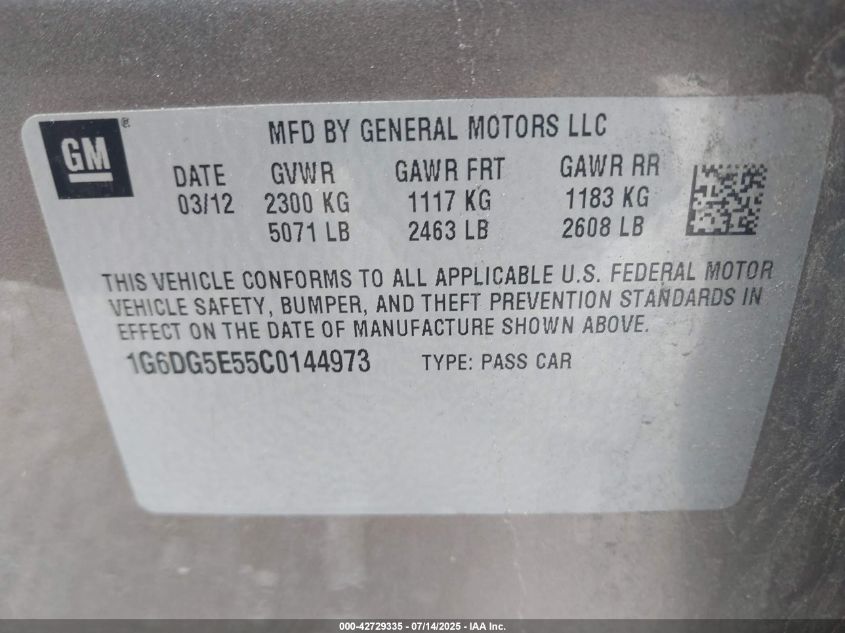 GM ®
MFD BY GENERAL MOTORS LLC
DATE GVWR GAWR FRT GAWR RR
03/12 2300 KG 1117 KG 1183 KG
5071 LB 2463 LB 2608 LB
THIS VEHICLE CONFORMS TO ALL APPLICABLE U.S. FEDERAL MOTOR
VEHICLE SAFETY, BUMPER, AND THEFT PREVENTION STANDARDS IN
EFFECT ON THE DATE OF MANUFACTURE SHOWN ABOVE.
1G6DG5E55C0144973 TYPE: PASS CAR
000-42729335 - 07/14/2025 - IAA Inc.